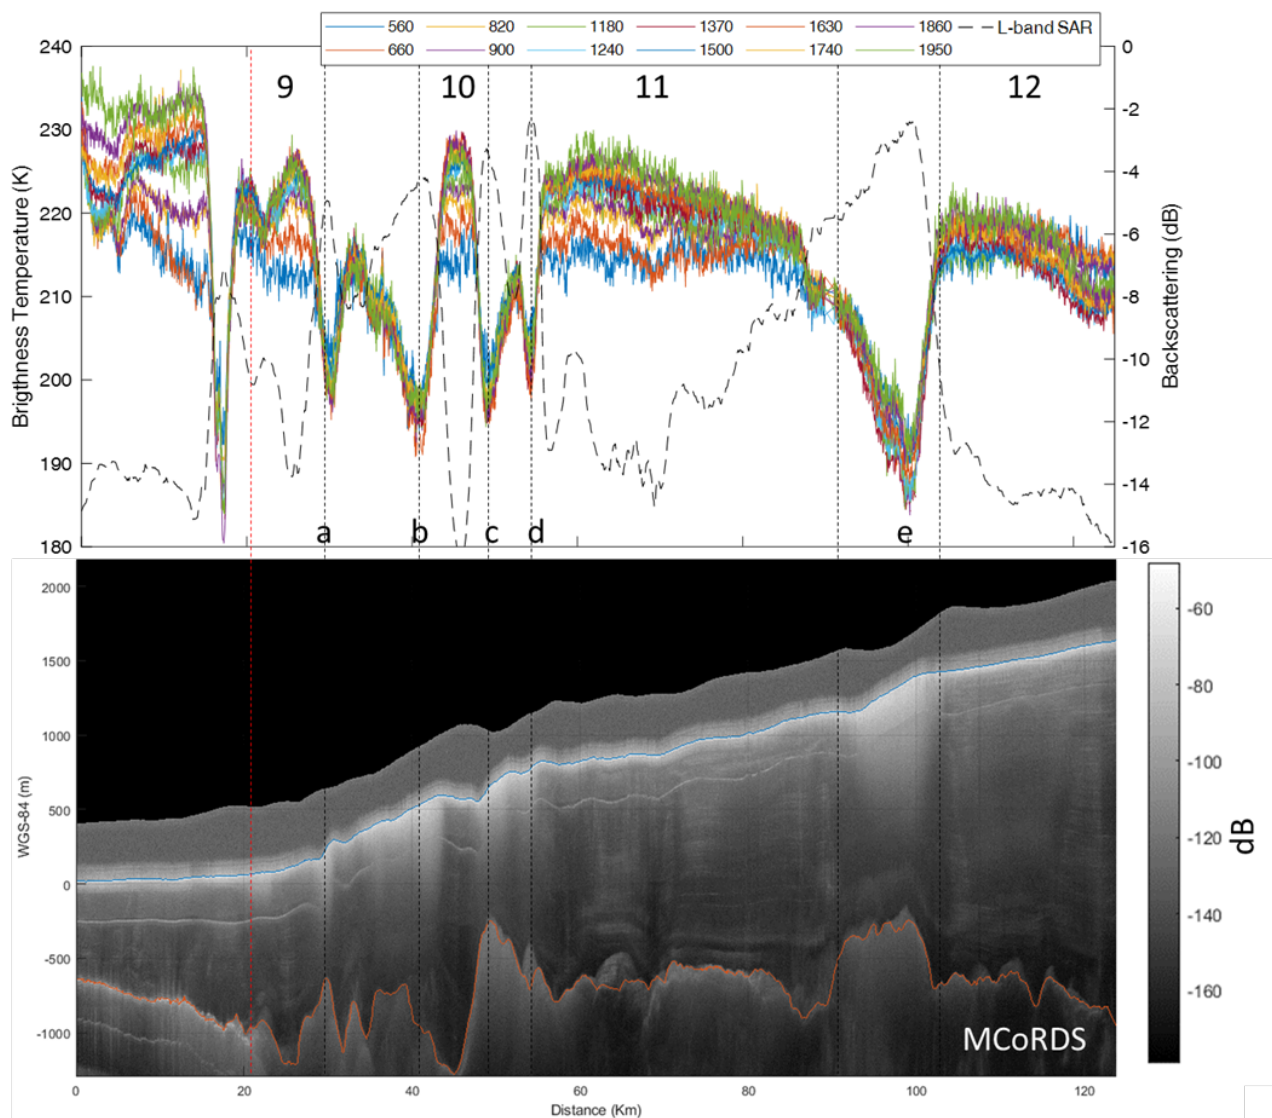 560 820 1180 1370 1630 1860 L-band SAR
660 900 1240 1500 1740 1950
240
230
220
210
200
190
180
Brigthness Temperature (K)
0
-2
-4
-6
-8
-10
-12
-14
-16
Backscattering (dB)
9 10 11 12
a b c d e
2000
1500
1000
500
0
-500
-1000
WGS-84 (m)
MCoRDS
0 20 40 60 80 100 120
Distance (Km)
-60
-80
-100
-120
-140
-160
dB